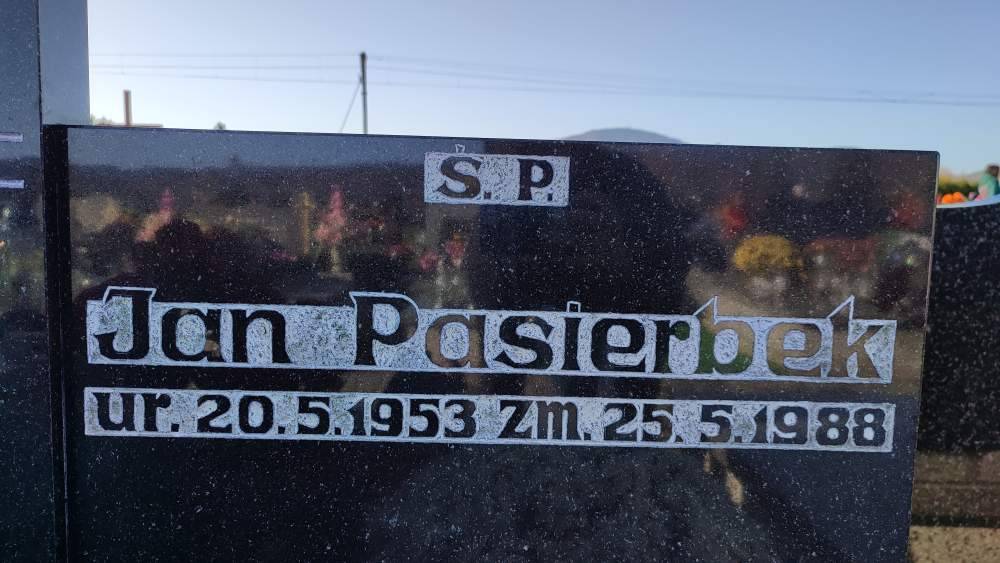 Ś. P.
Jan Pasierbek
ur. 20.5.1953 zm. 25.5.1988